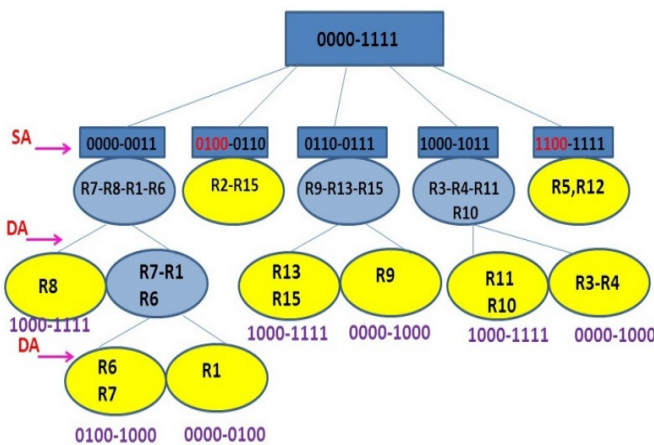 0000-1111
SA
0000-0011
0100-0110
0110-0111
1000-1011
1100-1111
R7-R8-R1-R6
R2-R15
R9-R13-R15
R3-R4-R11
R10
R5,R12
DA
R8
R7-R1
R6
R13
R15
R9
R11
R10
R3-R4
1000-1111
1000-1111
0000-1000
1000-1111
0000-1000
DA
R6
R7
R1
0100-1000
0000-0100